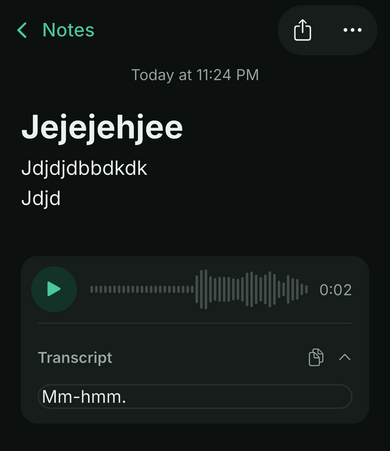 Notes
Today at 11:24 PM
Jejejehjee
Jdjdjdbbdkdk
Jdjd
0:02
Transcript
Mm-hmm.